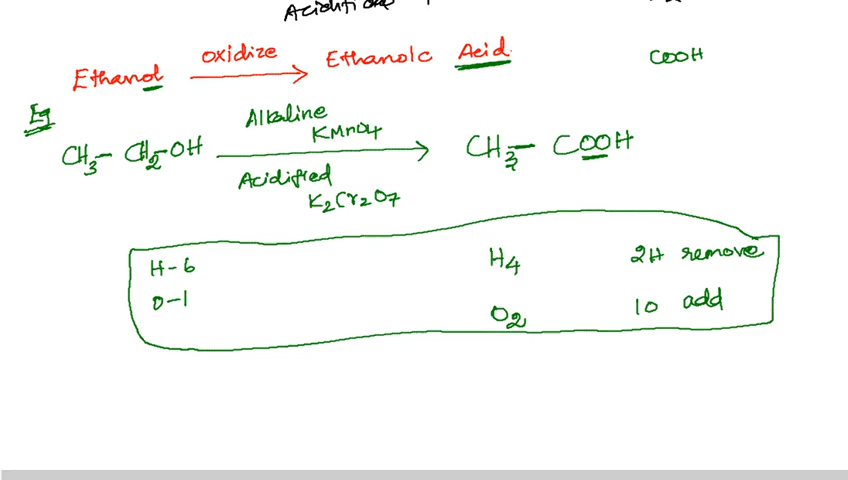 Ethanol oxidize Ethanoic Acid.
COOH
Eg
CH3 – CH2 – OH Alkaline KMnO4 CH3 – COOH
Acidified K2Cr2O7
H – 6 H4 2H remove
O – 1 O2 1O add